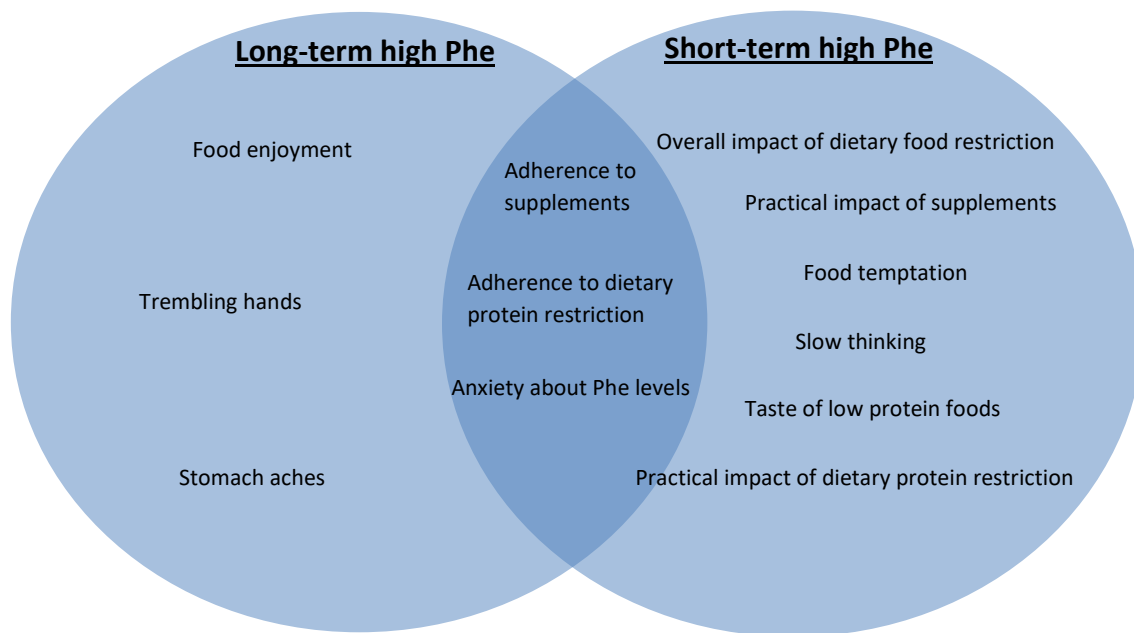 Long-term high Phe
Short-term high Phe
Food enjoyment
Trembling hands
Stomach aches
Adherence to
supplements
Adherence to dietary
protein restriction
Anxiety about Phe levels
Overall impact of dietary food restriction
Practical impact of supplements
Food temptation
Slow thinking
Taste of low protein foods
Practical impact of dietary protein restriction